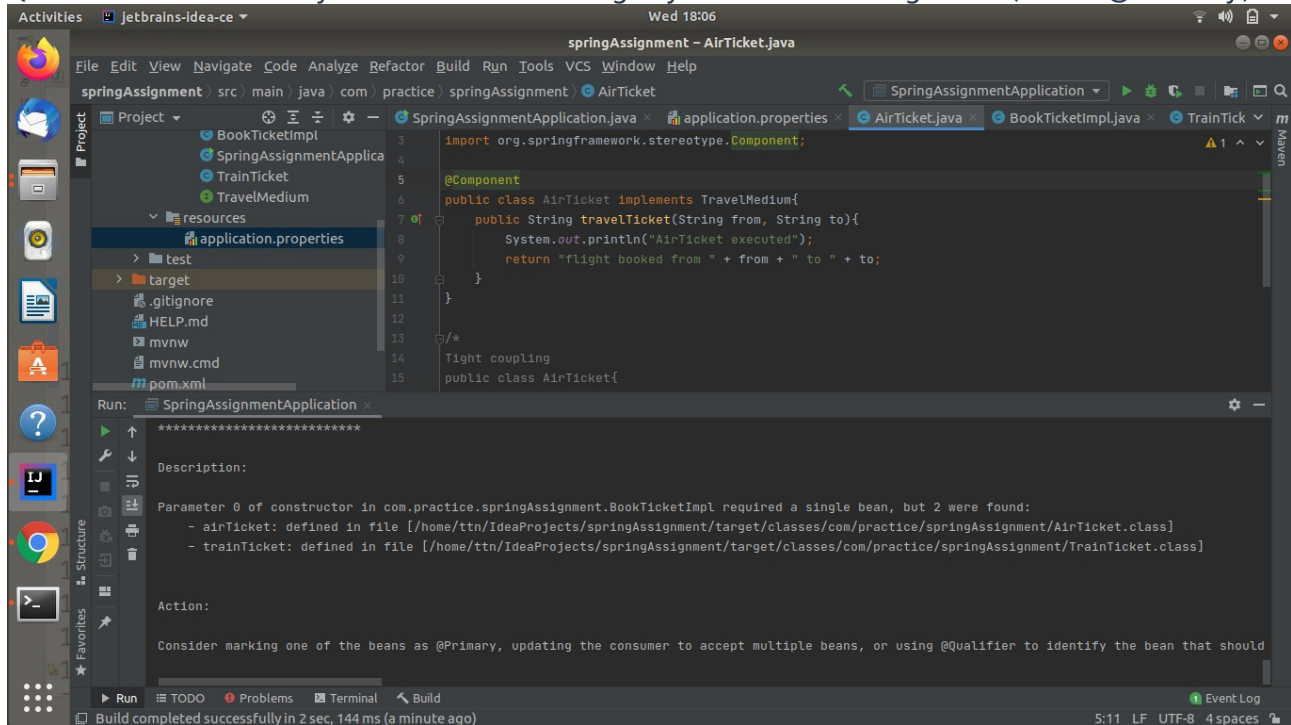 Activities jetbrains-idea-ce Wed 18:06
springAssignment – AirTicket.java
File Edit View Navigate Code Analyze Refactor Build Run Tools VCS Window Help
springAssignment src main java com practice springAssignment AirTicket SpringAssignmentApplication
Project SpringAssignmentApplication.java application.properties AirTicket.java BookTicketImpl.java TrainTick
Project
Maven
BookTicketImpl
SpringAssignmentApplica
TrainTicket
TravelMedium
resources
application.properties
test
target
.gitignore
HELP.md
mvnw
mvnw.cmd
pom.xml
3 import org.springframework.stereotype.Component;
4
5 @Component
6 public class AirTicket implements TravelMedium{
7 public String travelTicket(String from, String to){
8 System.out.println("AirTicket executed");
9 return "flight booked from " + from + " to " + to;
10 }
11 }
12
13 /*
14 Tight coupling
15 public class AirTicket{
1
Run: SpringAssignmentApplication
***************************
Description:
Parameter 0 of constructor in com.practice.springAssignment.BookTicketImpl required a single bean, but 2 were found:
- airTicket: defined in file [/home/ttn/IdeaProjects/springAssignment/target/classes/com/practice/springAssignment/AirTicket.class]
- trainTicket: defined in file [/home/ttn/IdeaProjects/springAssignment/target/classes/com/practice/springAssignment/TrainTicket.class]
Action:
Consider marking one of the beans as @Primary, updating the consumer to accept multiple beans, or using @Qualifier to identify the bean that should
Structure
Favorites
Run TODO Problems Terminal Build 1 Event Log
Build completed successfully in 2 sec, 144 ms (a minute ago) 5:11 LF UTF-8 4 spaces